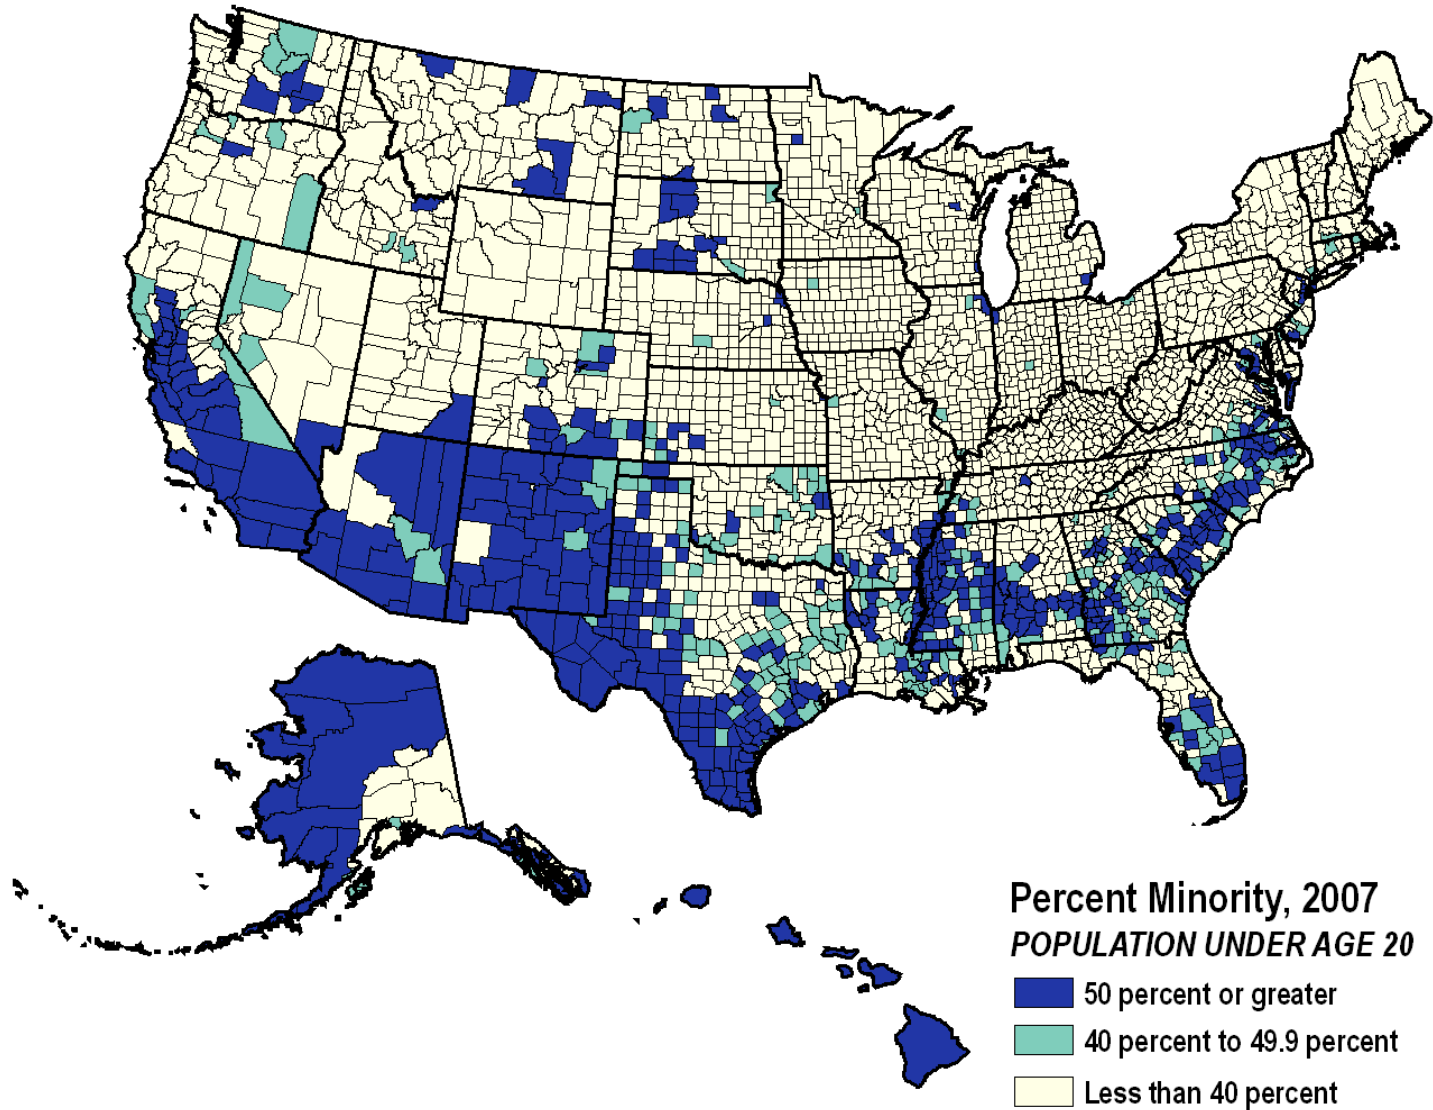 Percent Minority, 2007
POPULATION UNDER AGE 20
50 percent or greater
40 percent to 49.9 percent
Less than 40 percent